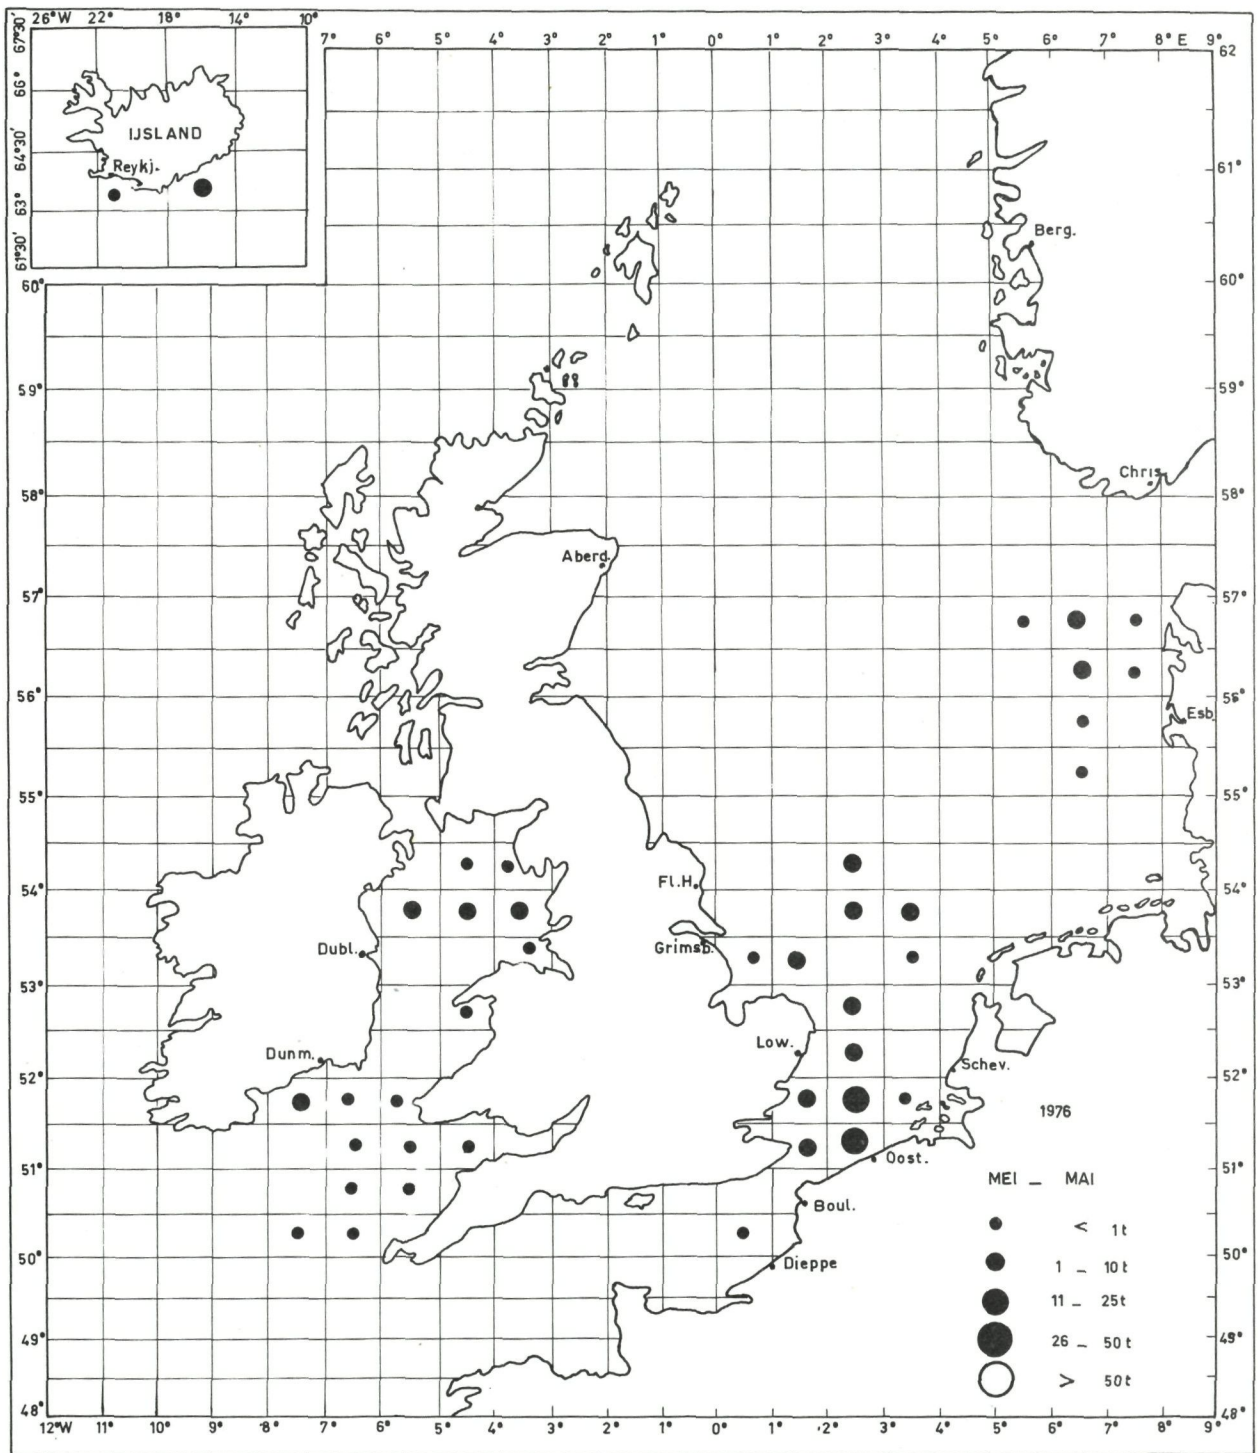 26°W 22° 18° 14° 10°
67°30' 66° 64°30' 63° 61°30'
IJSLAND
Reykj.
7° 6° 5° 4° 3° 2° 1° 0° 1° 2° 3° 4° 5° 6° 7° 8° E 9°
62
61°
Berg.
60° 60°
59° 59°
Chris.
58° 58°
Aberd.
57° 57°
56° 56°
Esb.
55° 55°
54° 54°
Fl.H.
Dubl.
Grimsb.
53° 53°
Low.
Dunm.
Schev.
52° 52°
1976
Oost.
51° 51°
MEI _ MAI
Boul.
< 1t
50° 50°
Dieppe
1 _ 10t
11 _ 25t
49° 49°
26 _ 50t
> 50t
48° 48°
12°W 11° 10° 9° 8° 7° 6° 5° 4° 3° 2° 1° 0° 1° 2° 3° 4° 5° 6° 7° 8° 9°